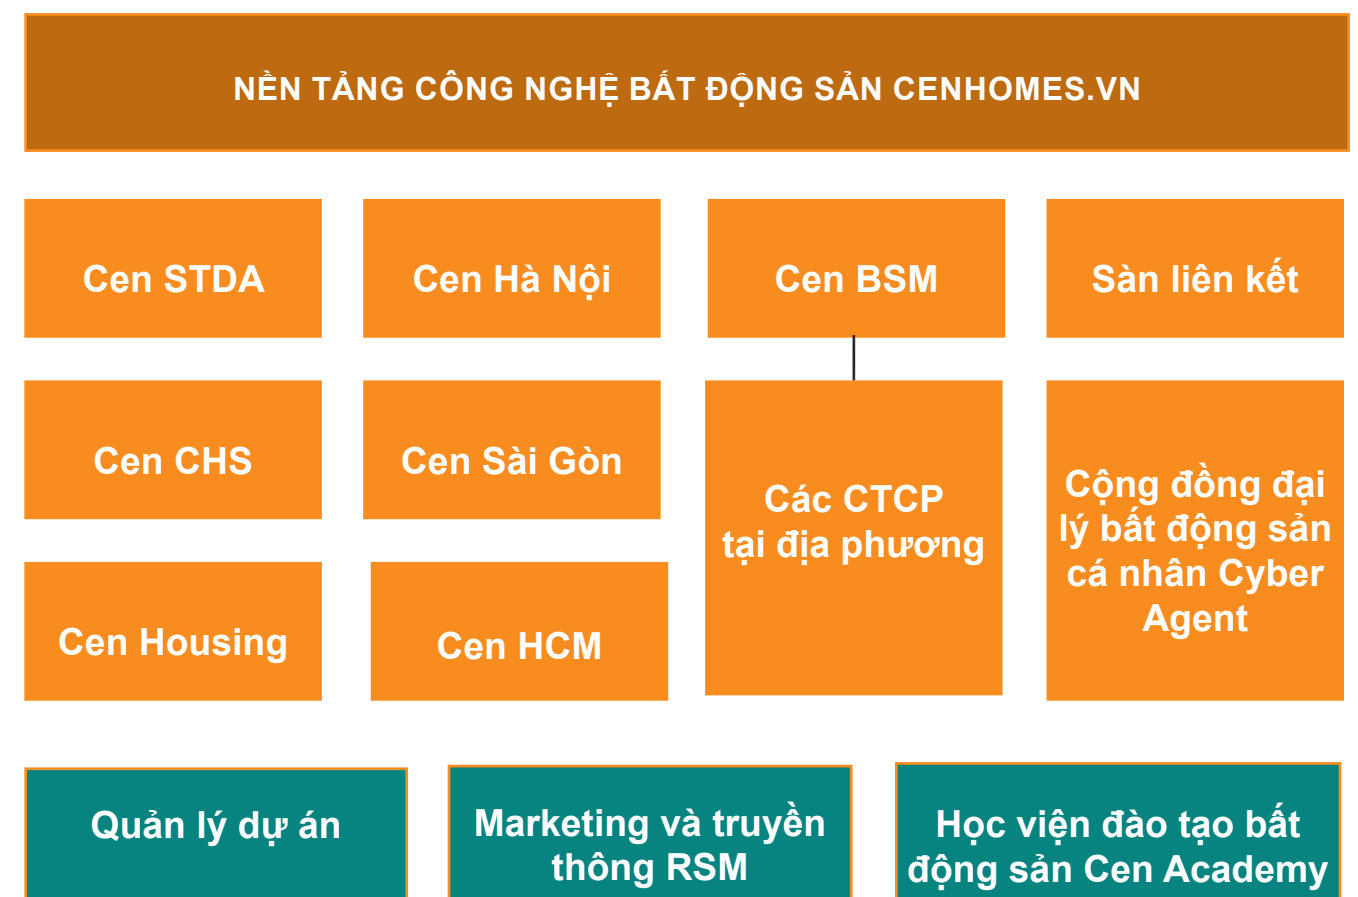 NỀN TẢNG CÔNG NGHỆ BẤT ĐỘNG SẢN CENHOMES.VN
Cen STDA
Cen Hà Nội
Cen BSM
Sàn liên kết
Cen CHS
Cen Sài Gòn
Các CTCP
tại địa phương
Cộng đồng đại
lý bất động sản
cá nhân Cyber
Agent
Cen Housing
Cen HCM
Quản lý dự án
Marketing và truyền
thông RSM
Học viện đào tạo bất
động sản Cen Academy